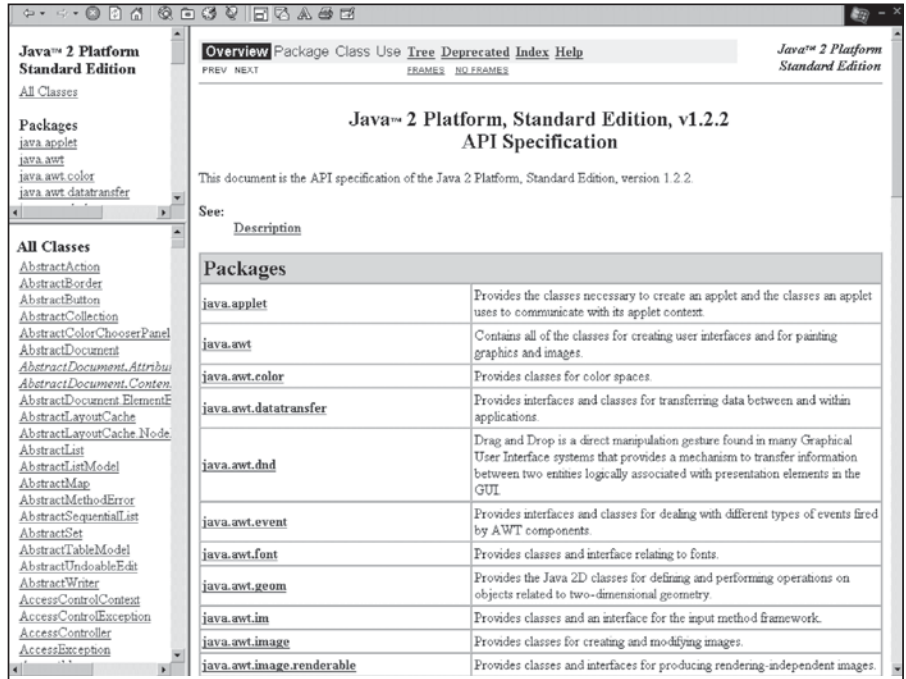 Java™ 2 Platform
Standard Edition
All Classes
Packages
java.applet
java.awt
java.awt.color
java.awt.datatransfer
All Classes
AbstractAction
AbstractBorder
AbstractButton
AbstractCollection
AbstractColorChooserPanel
AbstractDocument
AbstractDocument.Attribu
AbstractDocument.Conten
AbstractDocument.ElementE
AbstractLayoutCache
AbstractLayoutCache.Node
AbstractList
AbstractListModel
AbstractMap
AbstractMethodError
AbstractSequentialList
AbstractSet
AbstractTableModel
AbstractUndoableEdit
AbstractWriter
AccessControlContext
AccessControlException
AccessController
AccessException
Overview Package Class Use Tree Deprecated Index Help
PREV NEXT FRAMES NO FRAMES
Java™ 2 Platform
Standard Edition
Java™ 2 Platform, Standard Edition, v1.2.2
API Specification
This document is the API specification of the Java 2 Platform, Standard Edition, version 1.2.2.
See:
Description
Packages
java.applet Provides the classes necessary to create an applet and the classes an applet
uses to communicate with its applet context.
java.awt Contains all of the classes for creating user interfaces and for painting
graphics and images.
java.awt.color Provides classes for color spaces.
java.awt.datatransfer Provides interfaces and classes for transferring data between and within
applications.
java.awt.dnd Drag and Drop is a direct manipulation gesture found in many Graphical
User Interface systems that provides a mechanism to transfer information
between two entities logically associated with presentation elements in the
GUI.
java.awt.event Provides interfaces and classes for dealing with different types of events fired
by AWT components.
java.awt.font Provides classes and interface relating to fonts.
java.awt.geom Provides the Java 2D classes for defining and performing operations on
objects related to two-dimensional geometry.
java.awt.im Provides classes and an interface for the input method framework.
java.awt.image Provides classes for creating and modifying images.
java.awt.image.renderable Provides classes and interfaces for producing rendering-independent images.